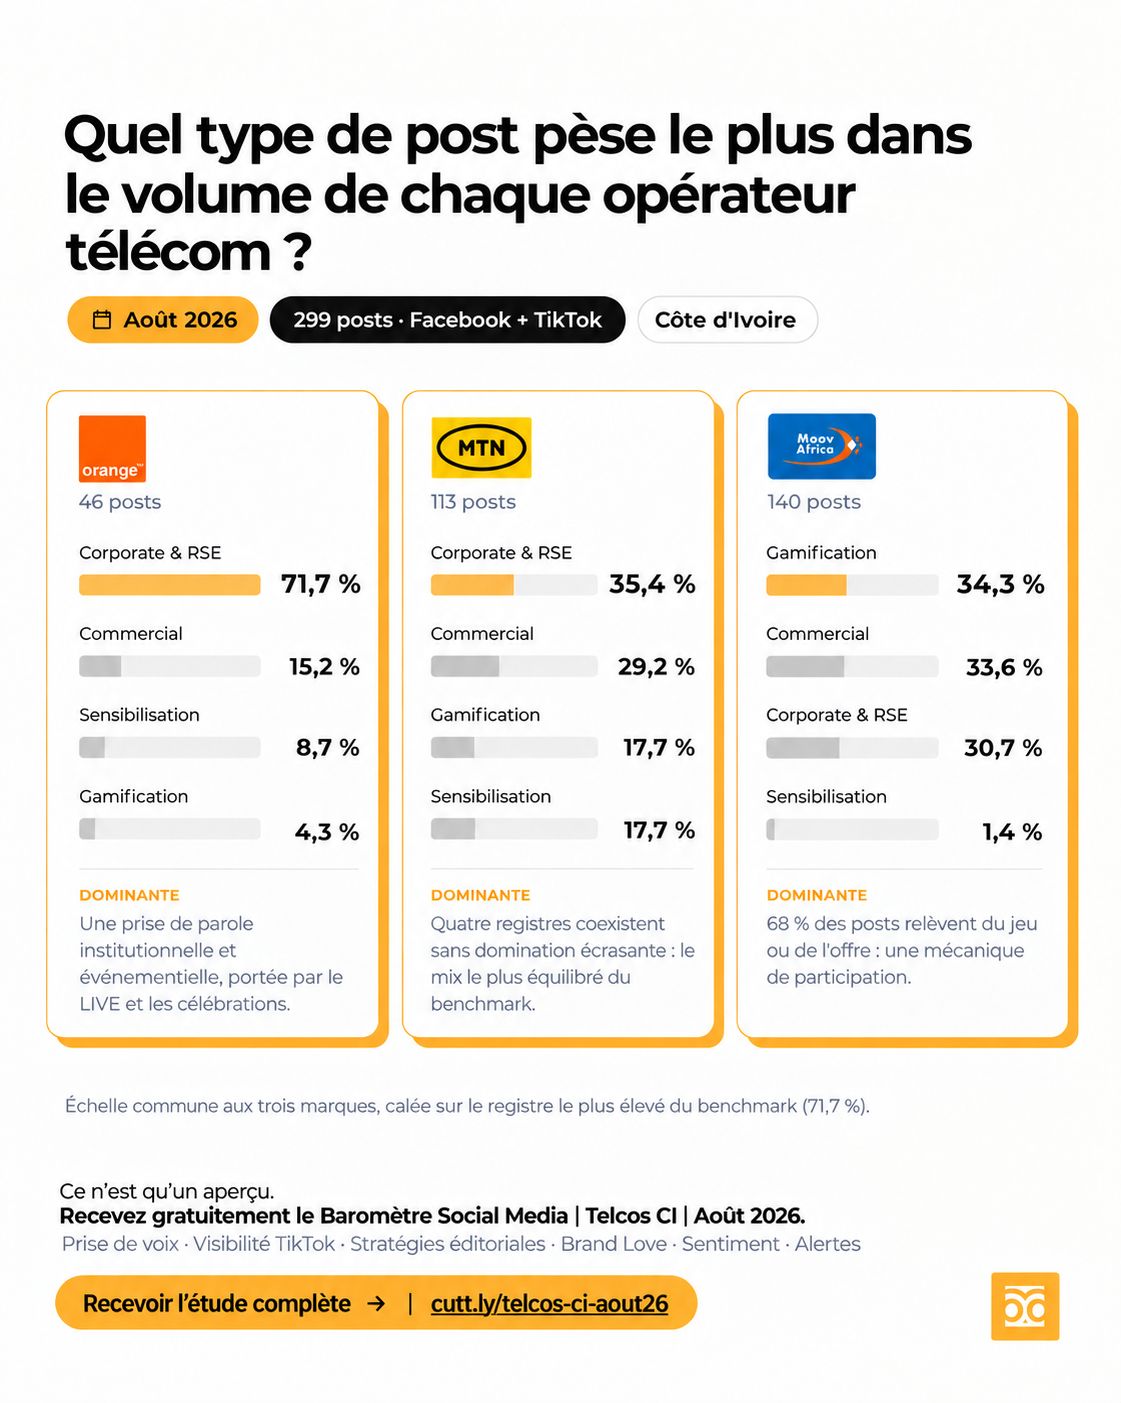 Quel type de post pèse le plus dans
le volume de chaque opérateur
télécom ?
Août 2026
299 posts · Facebook + TikTok
Côte d'Ivoire
orange™
46 posts
Corporate & RSE
71,7 %
Commercial
15,2 %
Sensibilisation
8,7 %
Gamification
4,3 %
DOMINANTE
Une prise de parole
institutionnelle et
événementielle, portée par le
LIVE et les célébrations.
MTN
113 posts
Corporate & RSE
35,4 %
Commercial
29,2 %
Gamification
17,7 %
Sensibilisation
17,7 %
DOMINANTE
Quatre registres coexistent
sans domination écrasante : le
mix le plus équilibré du
benchmark.
Moov
Africa
140 posts
Gamification
34,3 %
Commercial
33,6 %
Corporate & RSE
30,7 %
Sensibilisation
1,4 %
DOMINANTE
68 % des posts relèvent du jeu
ou de l'offre : une mécanique
de participation.
Échelle commune aux trois marques, calée sur le registre le plus élevé du benchmark (71,7 %).
Ce n’est qu’un aperçu.
Recevez gratuitement le Baromètre Social Media | Telcos CI | Août 2026.
Prise de voix · Visibilité TikTok · Stratégies éditoriales · Brand Love · Sentiment · Alertes
Recevoir l’étude complète → | cutt.ly/telcos-ci-aout26